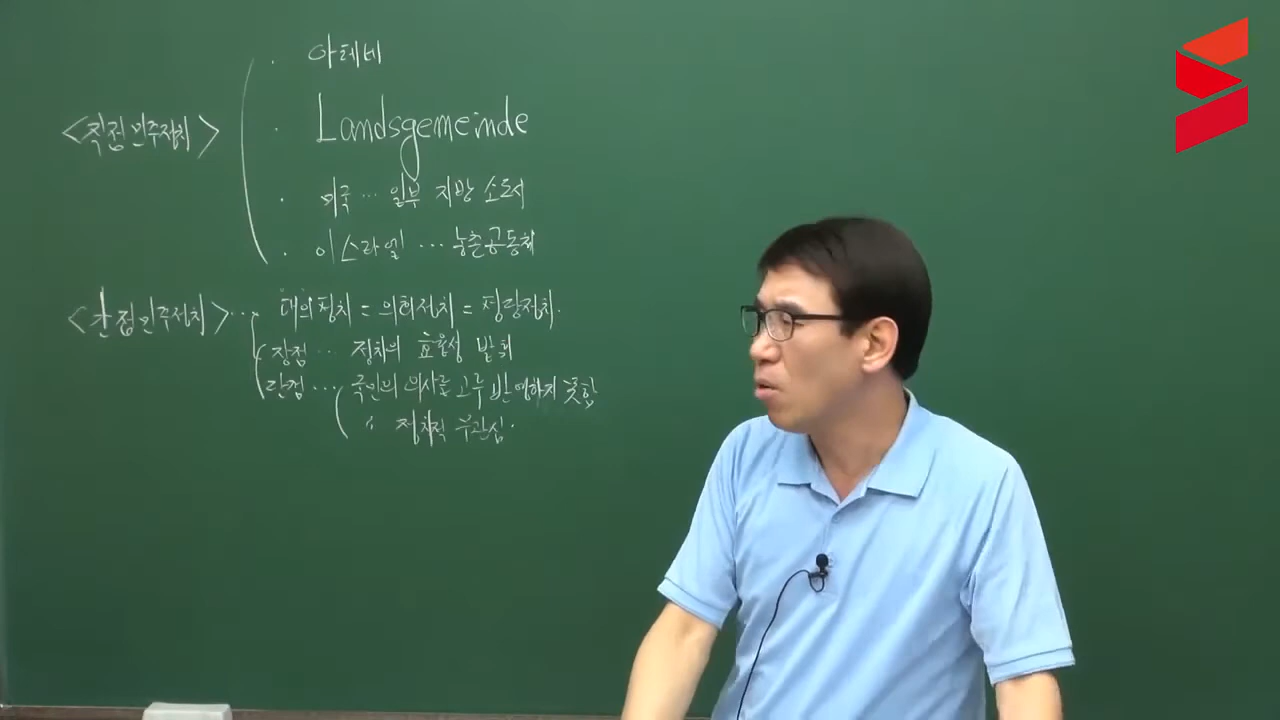 <직접민주정치>
· 아테네
· Landsgemeinde
· 미국 … 일부 지방 소도서
· 이스라엘 … 농촌공동체
<간접민주정치> … 대의정치 = 의회정치 = 정당정치.
장점 … 정치의 효율성 발휘
단점 … 국민의 의사를 고루 반영하지 못함
정치적 무관심.